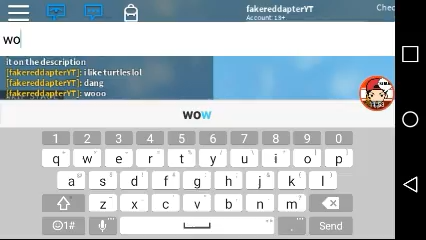 fakereddapterYT
Account: 13+
Chec
wo
it on the description
[fakereddapterYT]: i like turtles lol
[fakereddapterYT]: dang
[fakereddapterYT]: wooo
wow
1 2 3 4 5 6 7 8 9 0
q w e r t y u i o p
a s d f g h j k l
z x c v b n m
1# , . Send